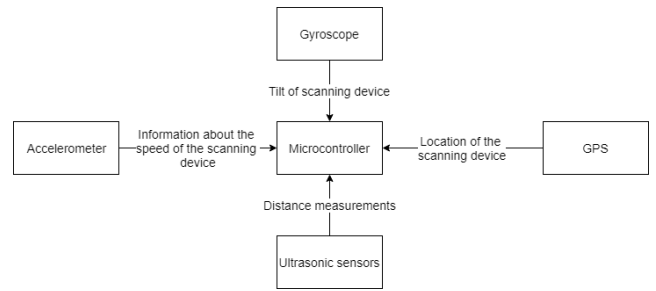 Gyroscope
Tilt of scanning device
Accelerometer
Information about the
speed of the scanning
device
Microcontroller
Location of the
scanning device
GPS
Distance measurements
Ultrasonic sensors